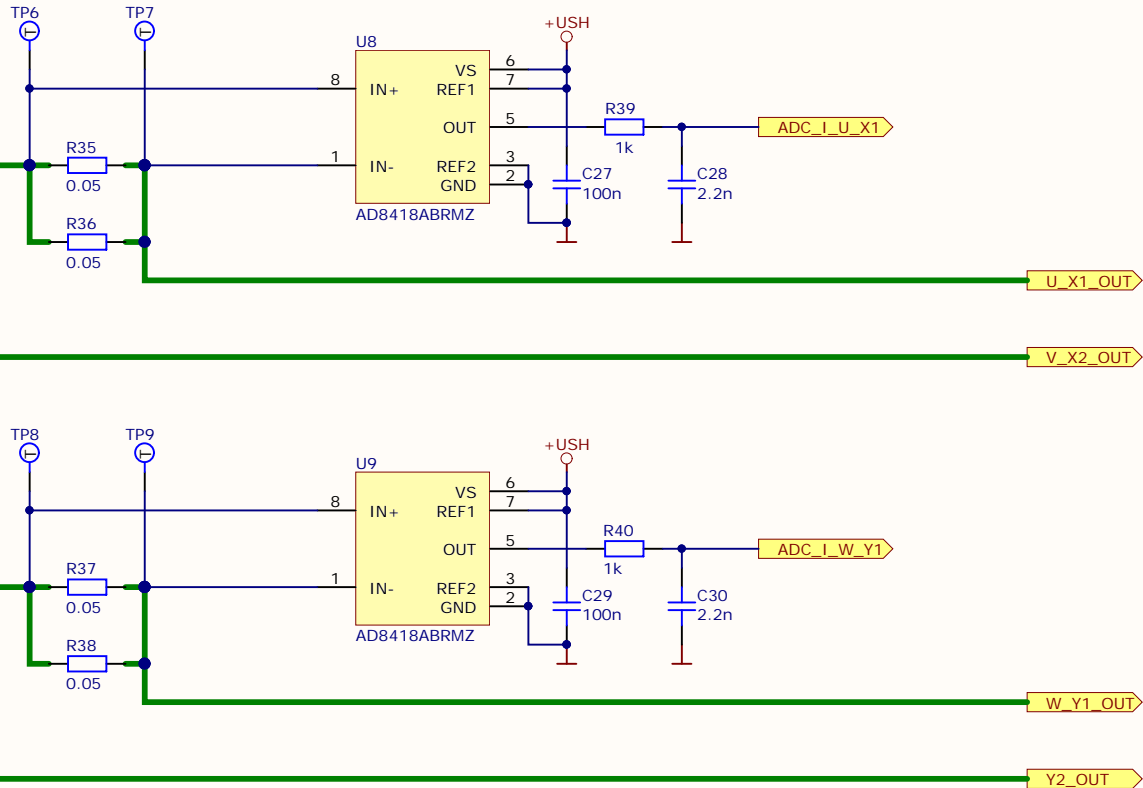 TP6 TP7
+USH
U8
VS 6
8 IN+ REF1 7
R39
OUT 5 ADC_I_U_X1
1k
R35
1 IN- REF2 3
C27 C28
0.05 GND 2
100n 2.2n
AD8418ABRMZ
R36
0.05
U_X1_OUT
V_X2_OUT
TP8 TP9
+USH
U9
VS 6
8 IN+ REF1 7
R40
OUT 5 ADC_I_W_Y1
1k
R37
1 IN- REF2 3
C29 C30
0.05 GND 2
100n 2.2n
AD8418ABRMZ
R38
0.05
W_Y1_OUT
Y2_OUT